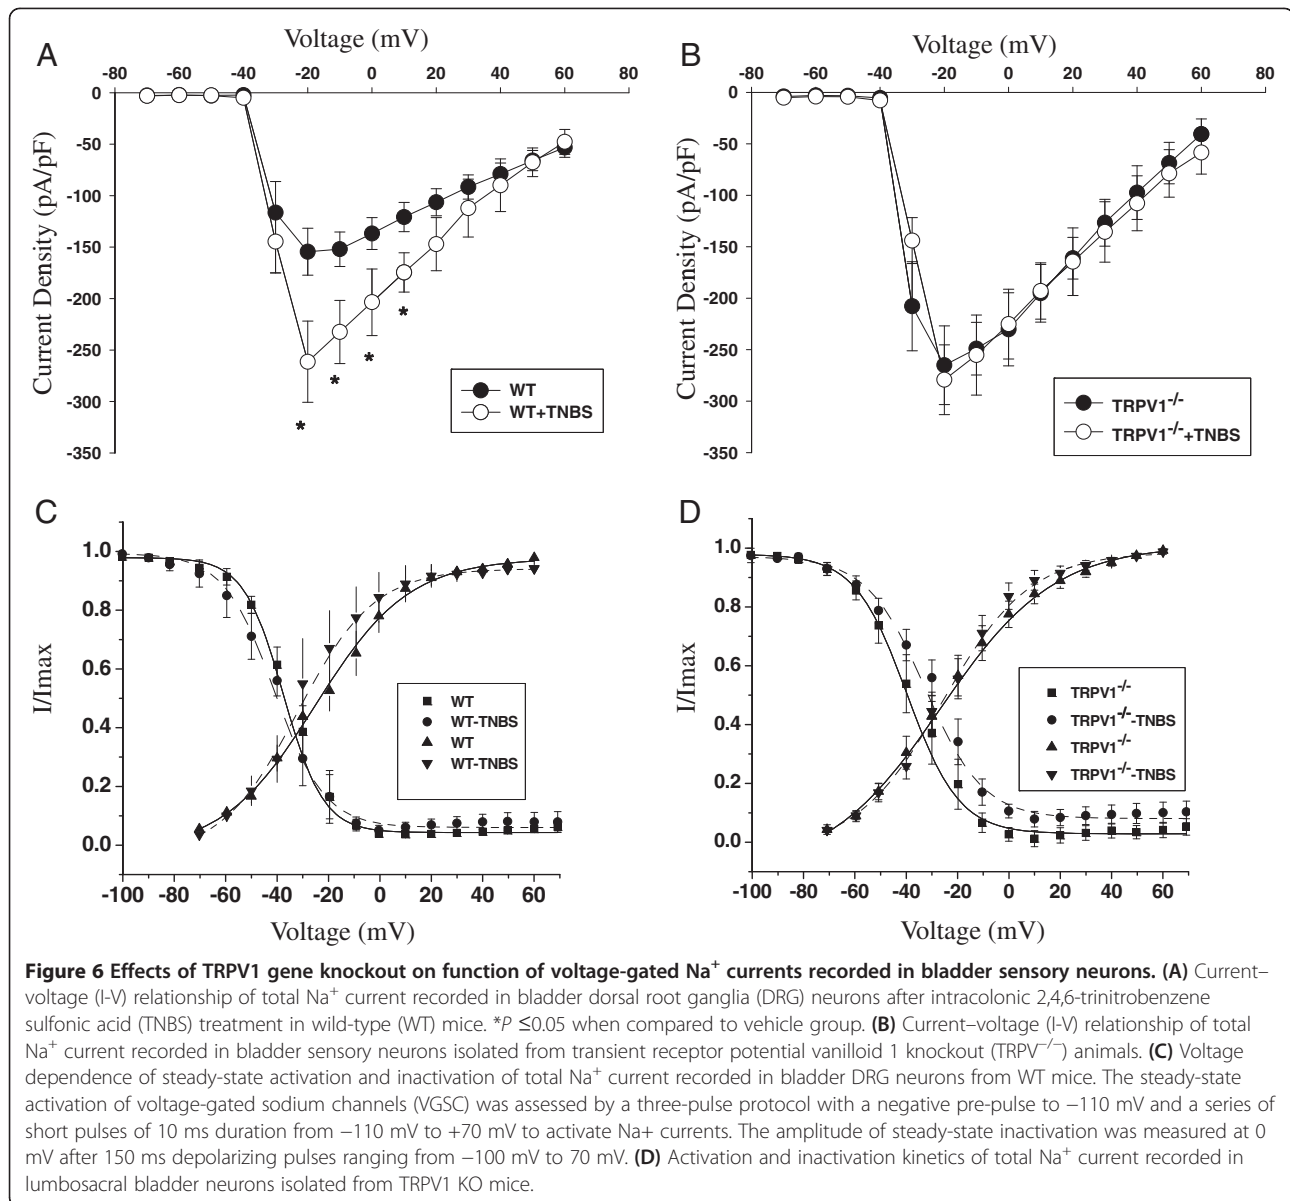 A
Voltage (mV)
-80 -60 -40 -20 0 20 40 60 80
0
-50
-100
-150
-200
-250
-300
-350
Current Density (pA/pF)
*
*
*
*
WT
WT+TNBS
B
Voltage (mV)
-80 -60 -40 -20 0 20 40 60 80
0
-50
-100
-150
-200
-250
-300
-350
Current Density (pA/pF)
TRPV1-/-
TRPV1-/-+TNBS
C
1.0
0.8
0.6
0.4
0.2
0.0
I/Imax
WT
WT-TNBS
WT
WT-TNBS
-100 -80 -60 -40 -20 0 20 40 60
Voltage (mV)
D
1.0
0.8
0.6
0.4
0.2
0.0
I/Imax
TRPV1-/-
TRPV1-/--TNBS
TRPV1-/-
TRPV1-/--TNBS
-100 -80 -60 -40 -20 0 20 40 60
Voltage (mV)
Figure 6 Effects of TRPV1 gene knockout on function of voltage-gated Na+ currents recorded in bladder sensory neurons. (A) Current–
voltage (I-V) relationship of total Na+ current recorded in bladder dorsal root ganglia (DRG) neurons after intracolonic 2,4,6-trinitrobenzene
sulfonic acid (TNBS) treatment in wild-type (WT) mice. *P ≤0.05 when compared to vehicle group. (B) Current–voltage (I-V) relationship of total
Na+ current recorded in bladder sensory neurons isolated from transient receptor potential vanilloid 1 knockout (TRPV−/−) animals. (C) Voltage
dependence of steady-state activation and inactivation of total Na+ current recorded in bladder DRG neurons from WT mice. The steady-state
activation of voltage-gated sodium channels (VGSC) was assessed by a three-pulse protocol with a negative pre-pulse to −110 mV and a series of
short pulses of 10 ms duration from −110 mV to +70 mV to activate Na+ currents. The amplitude of steady-state inactivation was measured at 0
mV after 150 ms depolarizing pulses ranging from −100 mV to 70 mV. (D) Activation and inactivation kinetics of total Na+ current recorded in
lumbosacral bladder neurons isolated from TRPV1 KO mice.